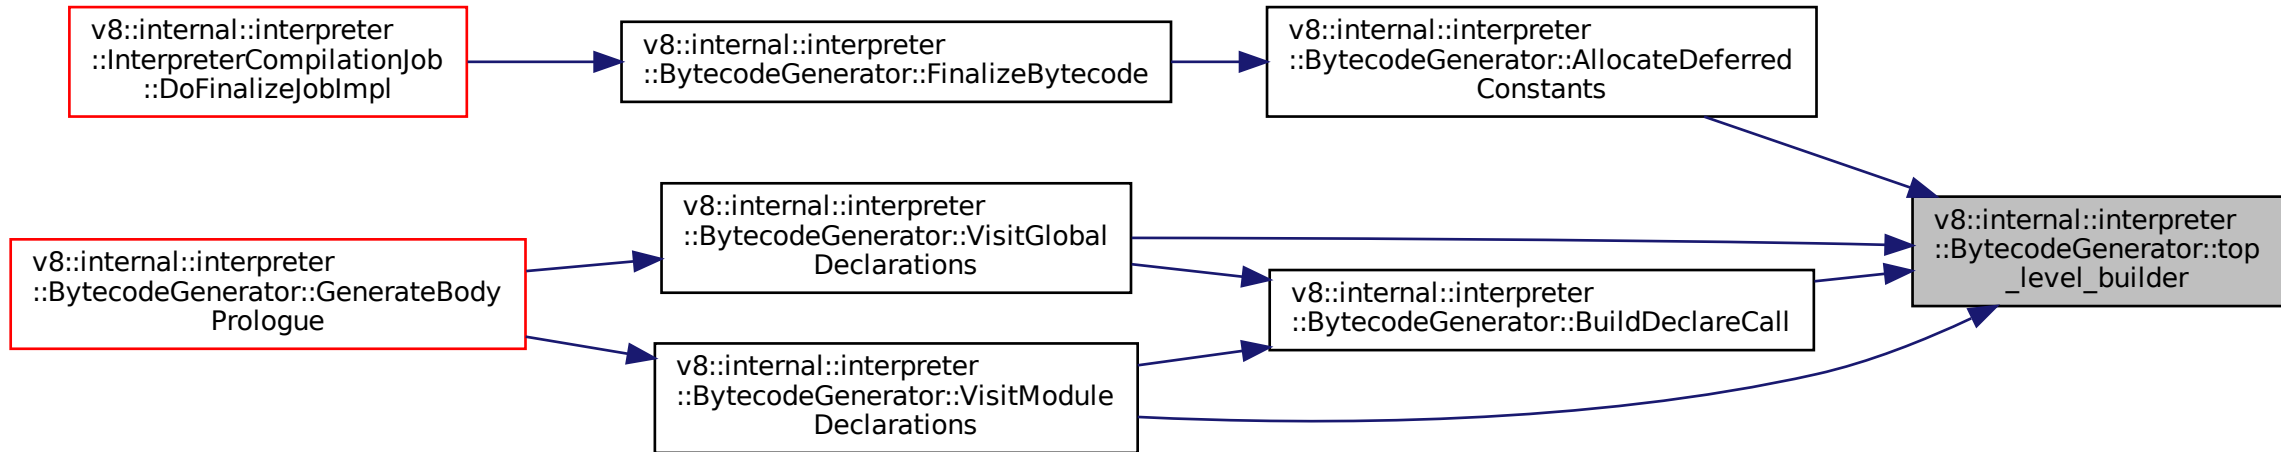 v8::internal::interpreter
::InterpreterCompilationJob
::DoFinalizeJobImpl
v8::internal::interpreter
::BytecodeGenerator::FinalizeBytecode
v8::internal::interpreter
::BytecodeGenerator::AllocateDeferred
Constants
v8::internal::interpreter
::BytecodeGenerator::GenerateBody
Prologue
v8::internal::interpreter
::BytecodeGenerator::VisitGlobal
Declarations
v8::internal::interpreter
::BytecodeGenerator::VisitModule
Declarations
v8::internal::interpreter
::BytecodeGenerator::BuildDeclareCall
v8::internal::interpreter
::BytecodeGenerator::top
_level_builder